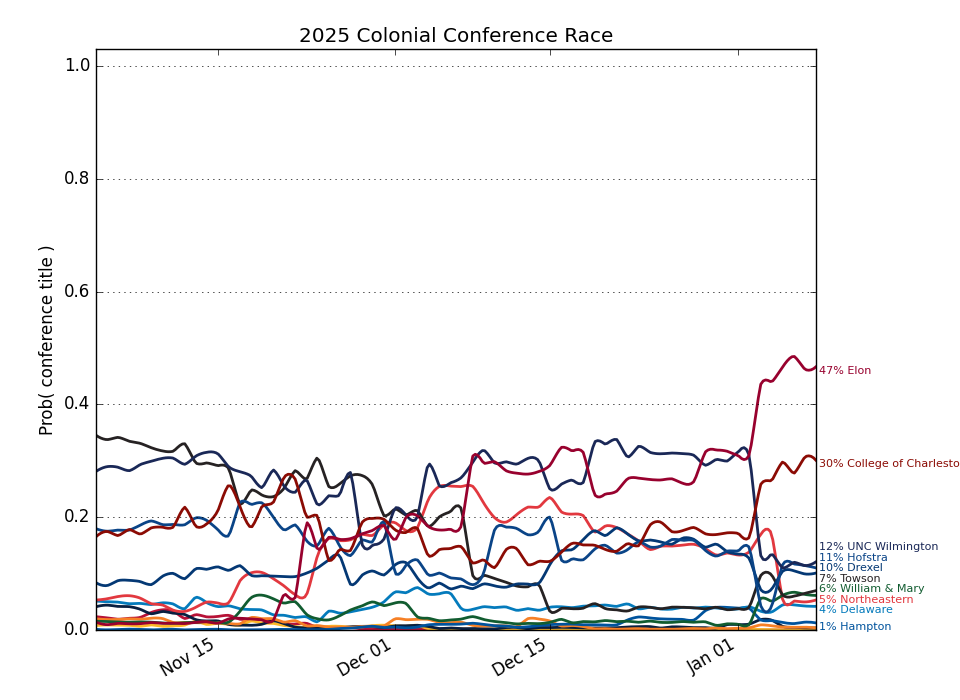 2025 Colonial Conference Race
Prob( conference title )
1.0
0.8
0.6
0.4
0.2
0.0
Nov 15
Dec 01
Dec 15
Jan 01
47% Elon
30% College of Charlesto
12% UNC Wilmington
11% Hofstra
10% Drexel
7% Towson
6% William & Mary
5% Northeastern
4% Delaware
1% Hampton